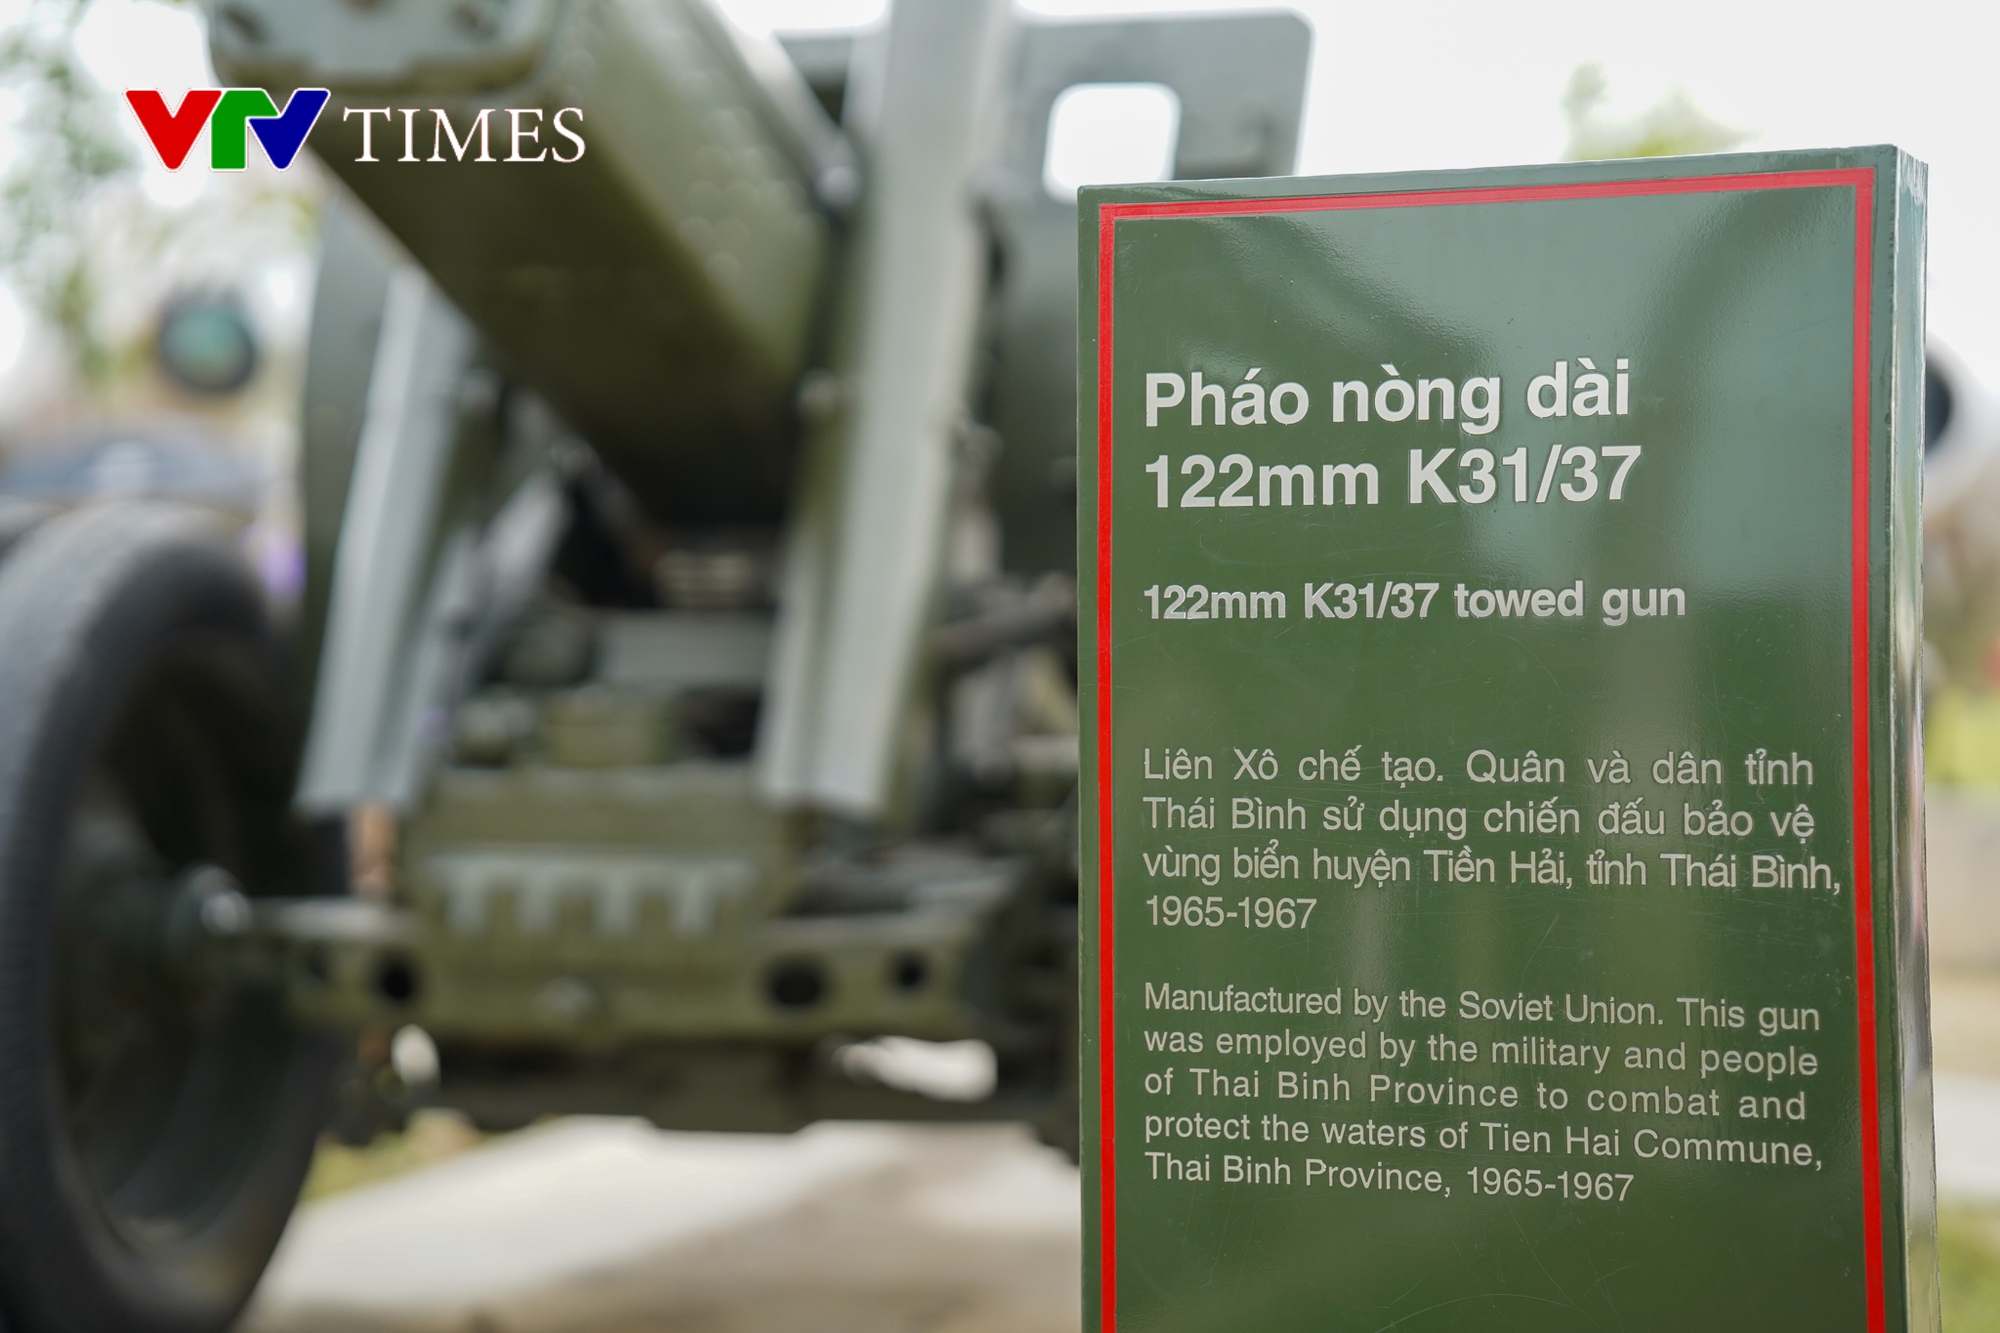 VTV TIMES
Pháo nòng dài
122mm K31/37
122mm K31/37 towed gun
Liên Xô chế tạo. Quân và dân tỉnh
Thái Bình sử dụng chiến đấu bảo vệ
vùng biển huyện Tiền Hải, tỉnh Thái Bình,
1965-1967
Manufactured by the Soviet Union. This gun
was employed by the military and people
of Thai Binh Province to combat and
protect the waters of Tien Hai Commune,
Thai Binh Province, 1965-1967